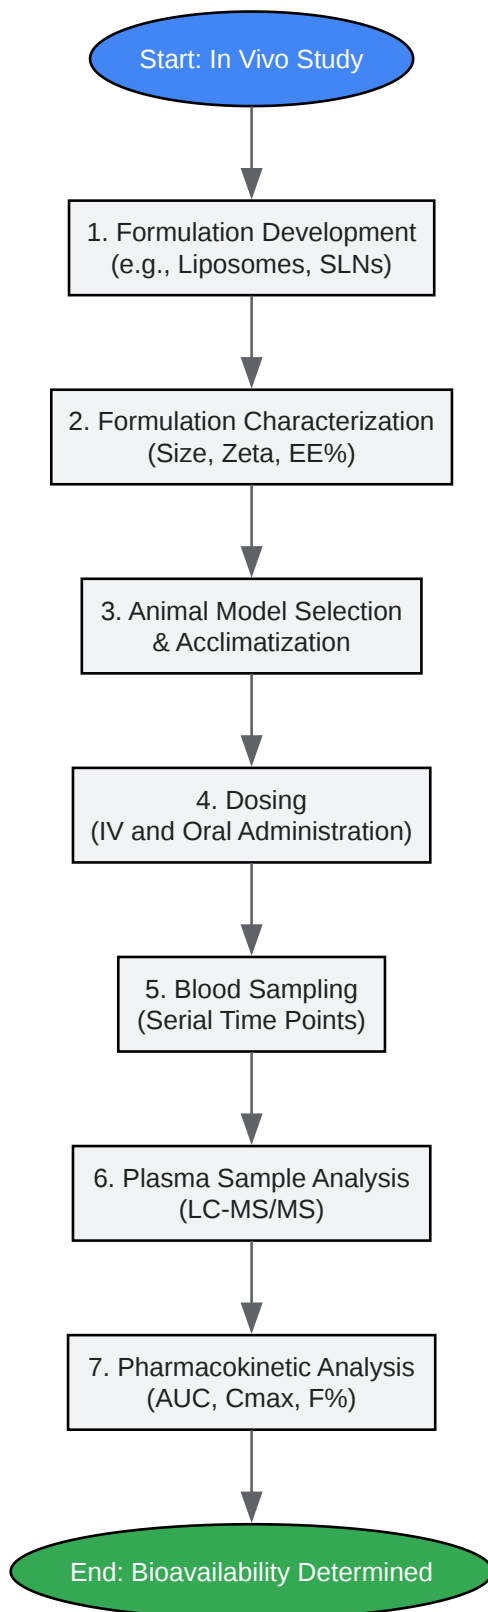 Start: In Vivo Study
1. Formulation Development
(e.g., Liposomes, SLNs)
2. Formulation Characterization
(Size, Zeta, EE%)
3. Animal Model Selection
& Acclimatization
4. Dosing
(IV and Oral Administration)
5. Blood Sampling
(Serial Time Points)
6. Plasma Sample Analysis
(LC-MS/MS)
7. Pharmacokinetic Analysis
(AUC, Cmax, F%)
End: Bioavailability Determined